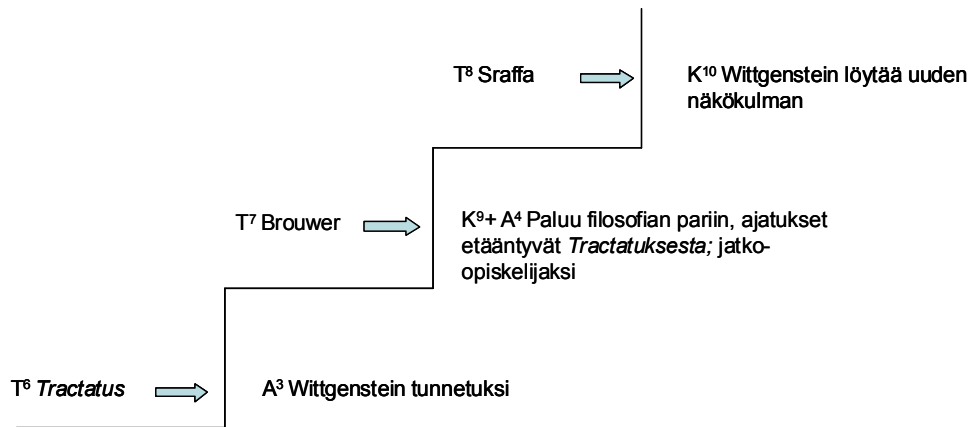 T⁸ Sraffa
K¹⁰ Wittgenstein löytää uuden
näkökulman
T⁷ Brouwer
K⁹+ A⁴ Paluu filosofian pariin, ajatukset
etääntyvät Tractatuksesta; jatko-
opiskelijaksi
T⁶ Tractatus
A³ Wittgenstein tunnetuksi